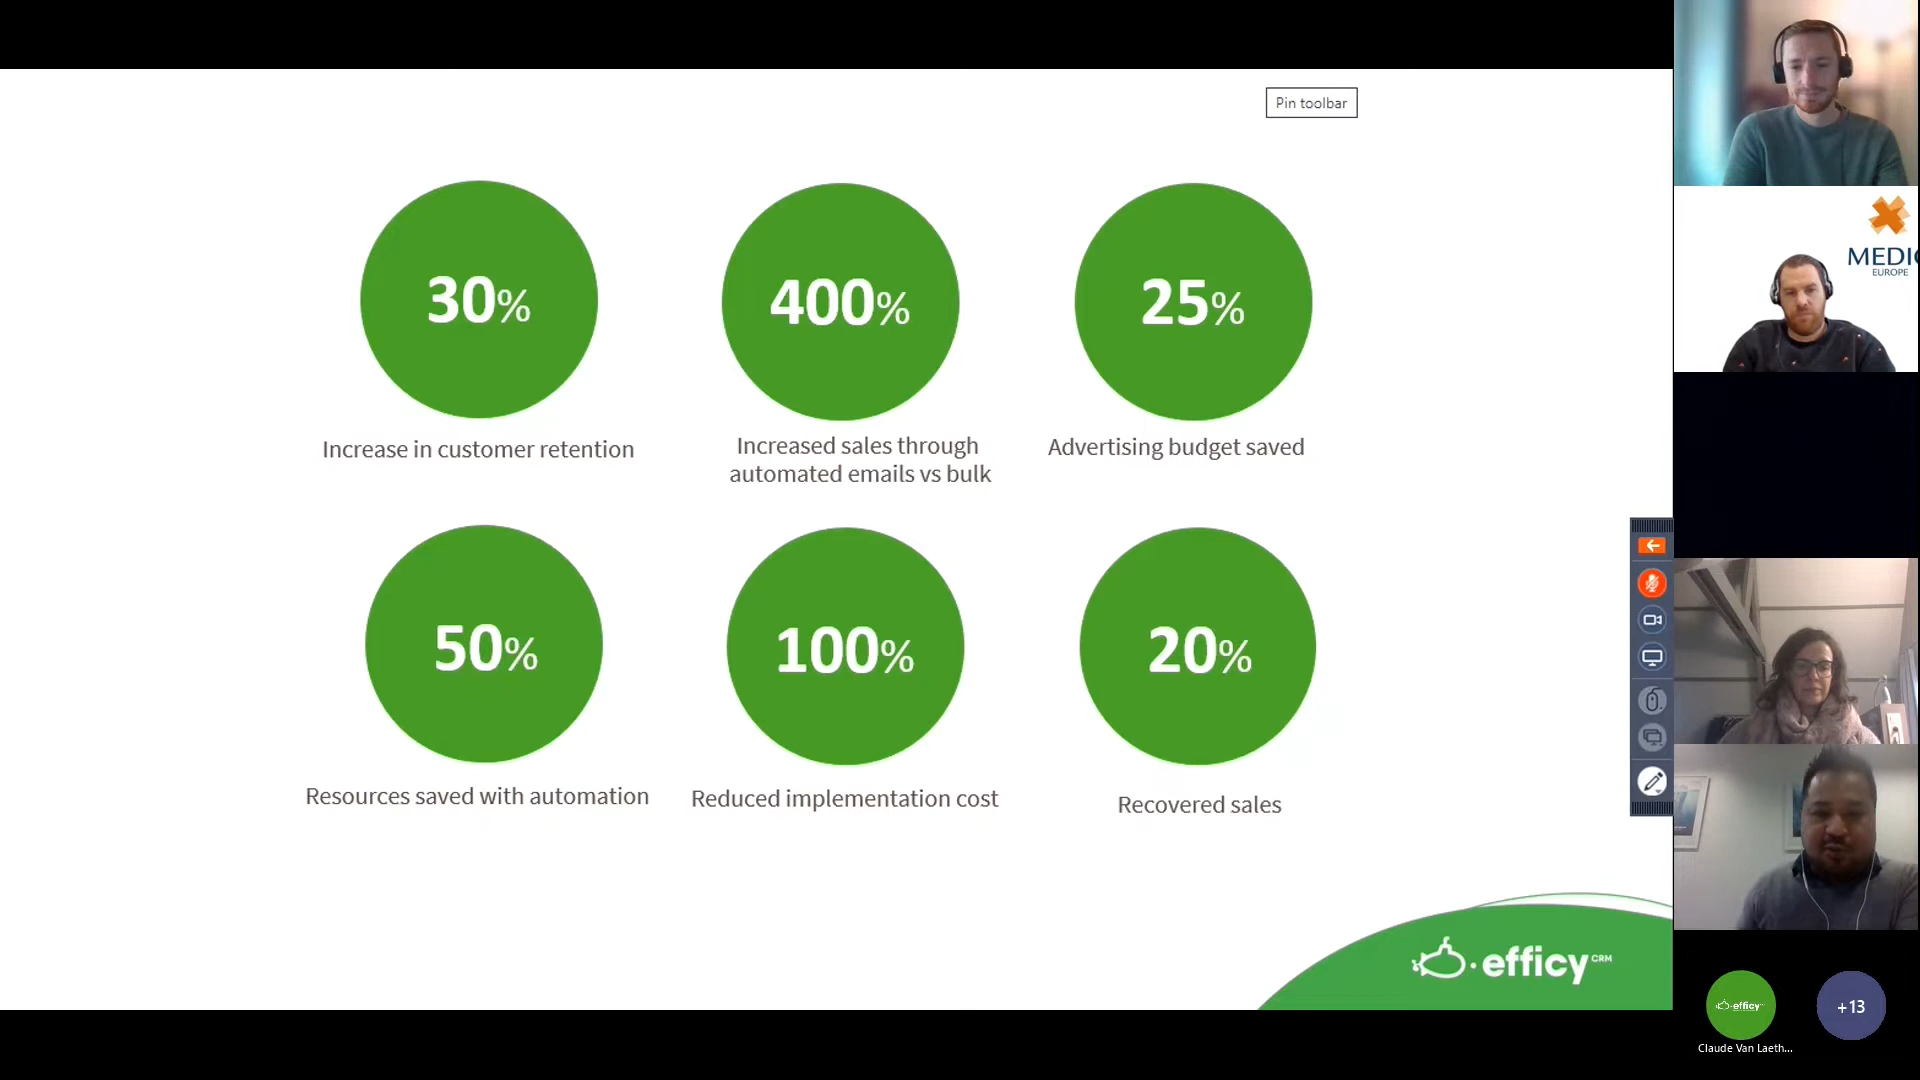 Pin toolbar
30%
400%
25%
Increase in customer retention
Increased sales through
automated emails vs bulk
Advertising budget saved
50%
100%
20%
Resources saved with automation
Reduced implementation cost
Recovered sales
efficy CRM
MEDI
EUROPE
efficy
+13
Claude Van Laeth...